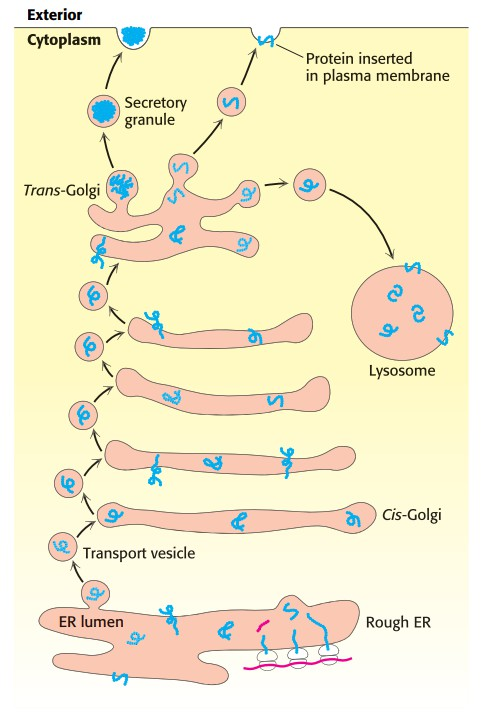 Exterior
Cytoplasm
Protein inserted
in plasma membrane
Secretory
granule
Trans-Golgi
Lysosome
Cis-Golgi
Transport vesicle
ER lumen
Rough ER